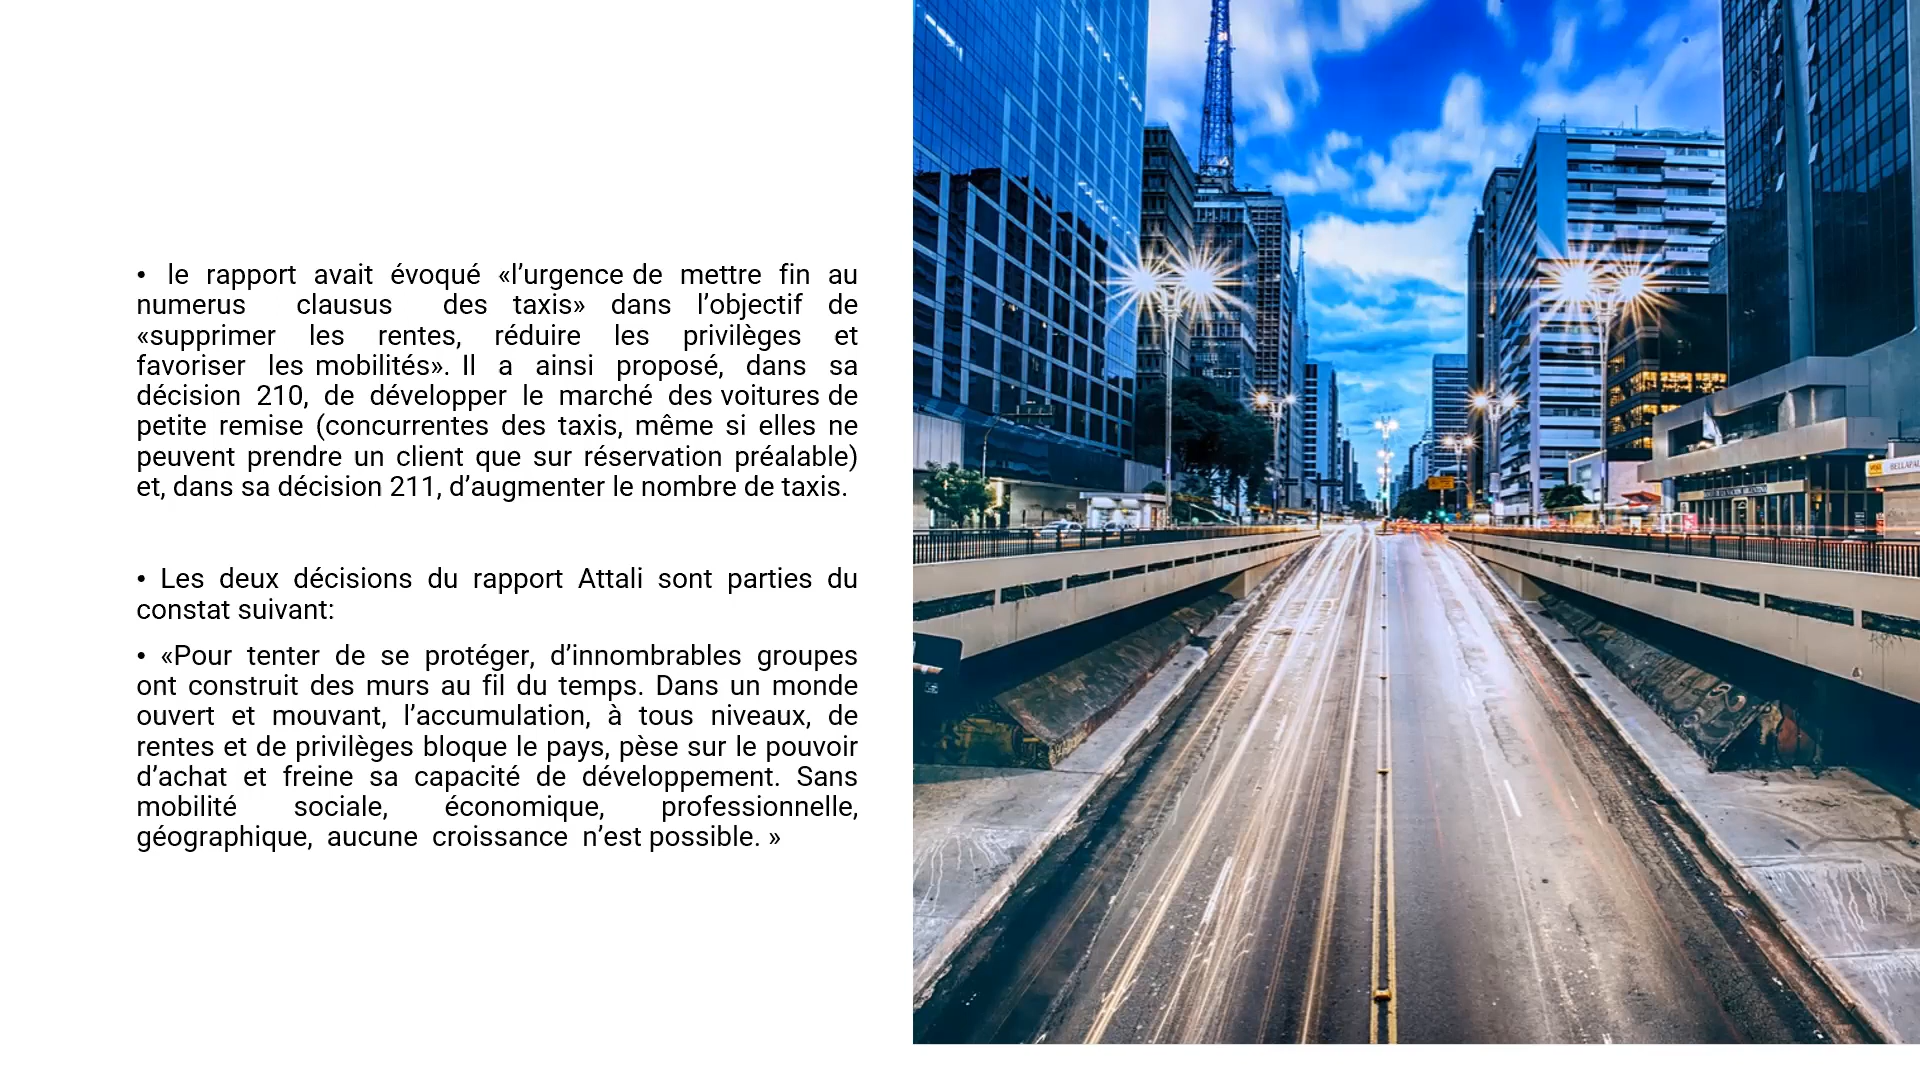 • le rapport avait évoqué «l’urgence de mettre fin au
numerus clausus des taxis» dans l’objectif de
«supprimer les rentes, réduire les privilèges et
favoriser les mobilités». Il a ainsi proposé, dans sa
décision 210, de développer le marché des voitures de
petite remise (concurrentes des taxis, même si elles ne
peuvent prendre un client que sur réservation préalable)
et, dans sa décision 211, d’augmenter le nombre de taxis.
• Les deux décisions du rapport Attali sont parties du
constat suivant:
• «Pour tenter de se protéger, d’innombrables groupes
ont construit des murs au fil du temps. Dans un monde
ouvert et mouvant, l’accumulation, à tous niveaux, de
rentes et de privilèges bloque le pays, pèse sur le pouvoir
d’achat et freine sa capacité de développement. Sans
mobilité sociale, économique, professionnelle,
géographique, aucune croissance n’est possible. »